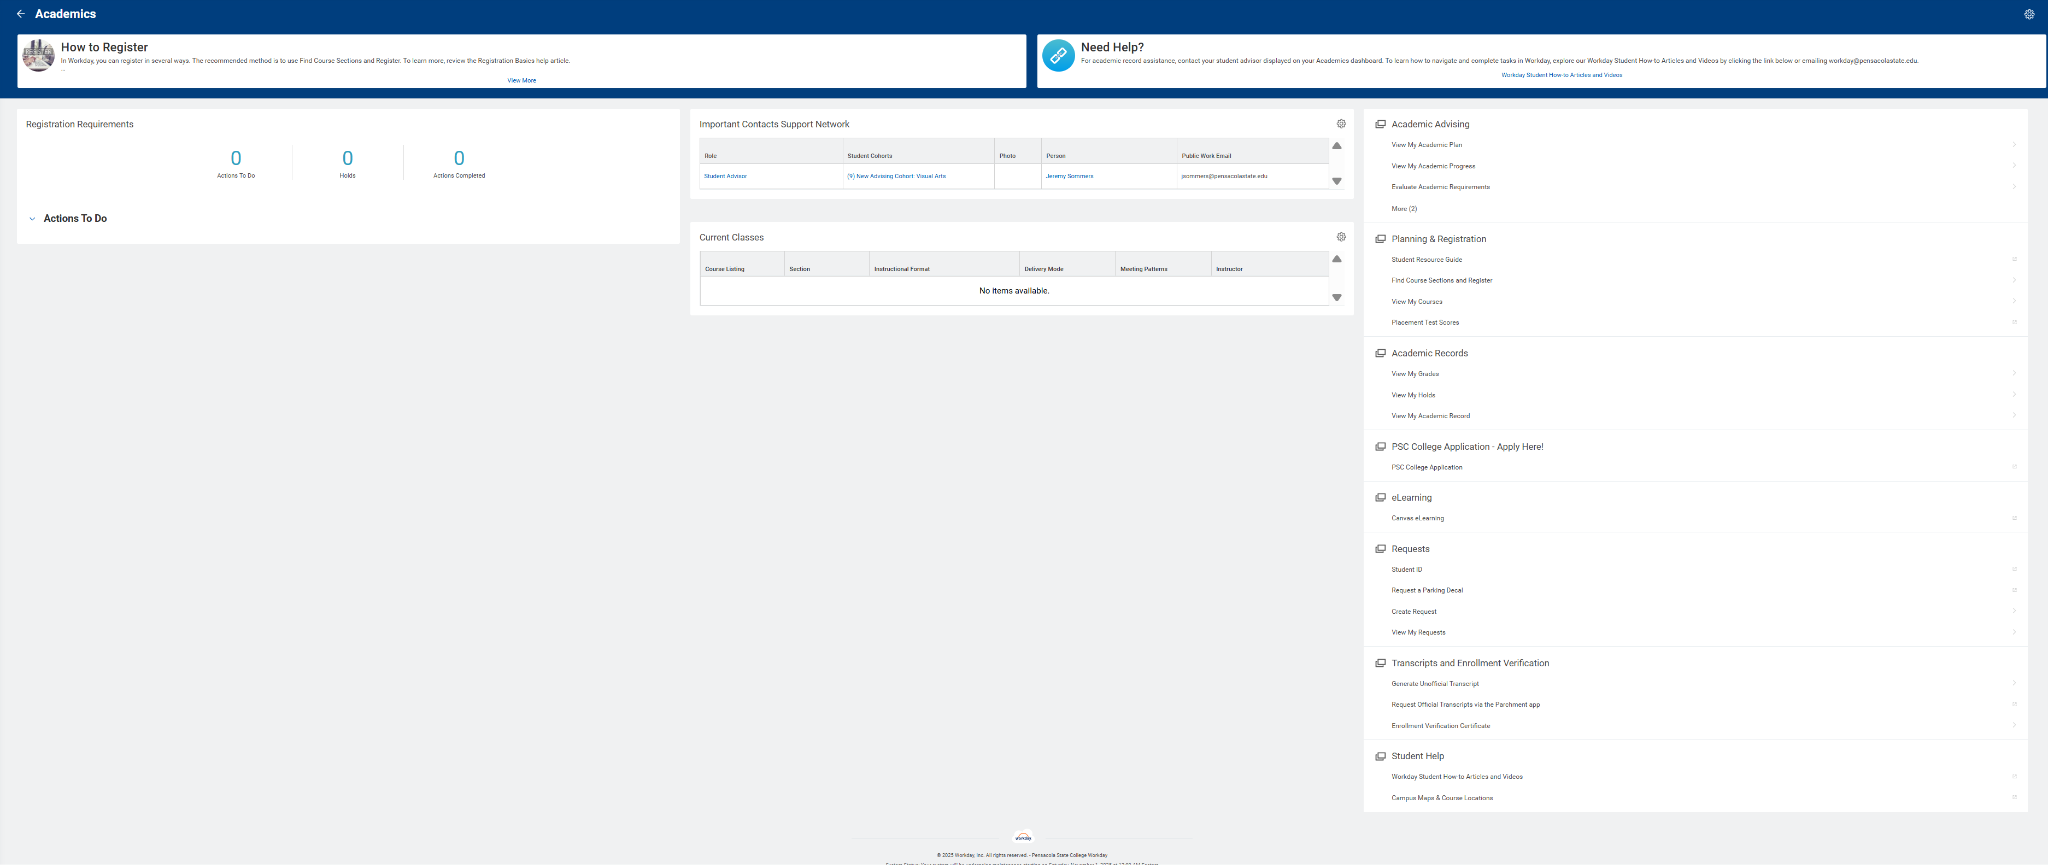 Academics
How to Register
In Workday, you can register in several ways. The recommended method is to use Find Course Sections and Register. To learn more, review the Registration Basics help article.
...
View More
Need Help?
For academic record assistance, contact your student advisor displayed on your Academics dashboard. To learn how to navigate and complete tasks in Workday, explore our Workday Student How-to Articles and Videos by clicking the link below or emailing workday@pensacolastate.edu.
Workday Student How-to Articles and Videos
Registration Requirements
0 0 0
Actions To Do Holds Actions Completed
Actions To Do
Important Contacts Support Network
Role Student Cohorts Photo Person Public Work Email
Student Advisor (9) New Advising Cohort: Visual Arts Jeremy Sommers jsommers@pensacolastate.edu
Current Classes
Course Listing Section Instructional Format Delivery Mode Meeting Patterns Instructor
No items available.
Academic Advising
View My Academic Plan
View My Academic Progress
Evaluate Academic Requirements
More (2)
Planning & Registration
Student Resource Guide
Find Course Sections and Register
View My Courses
Placement Test Scores
Academic Records
View My Grades
View My Holds
View My Academic Record
PSC College Application - Apply Here!
PSC College Application
eLearning
Canvas eLearning
Requests
Student ID
Request a Parking Decal
Create Request
View My Requests
Transcripts and Enrollment Verification
Generate Unofficial Transcript
Request Official Transcripts via the Parchment app
Enrollment Verification Certificate
Student Help
Workday Student How-to Articles and Videos
Campus Maps & Course Locations
workday
© 2025 Workday, Inc. All rights reserved. - Pensacola State College Workday